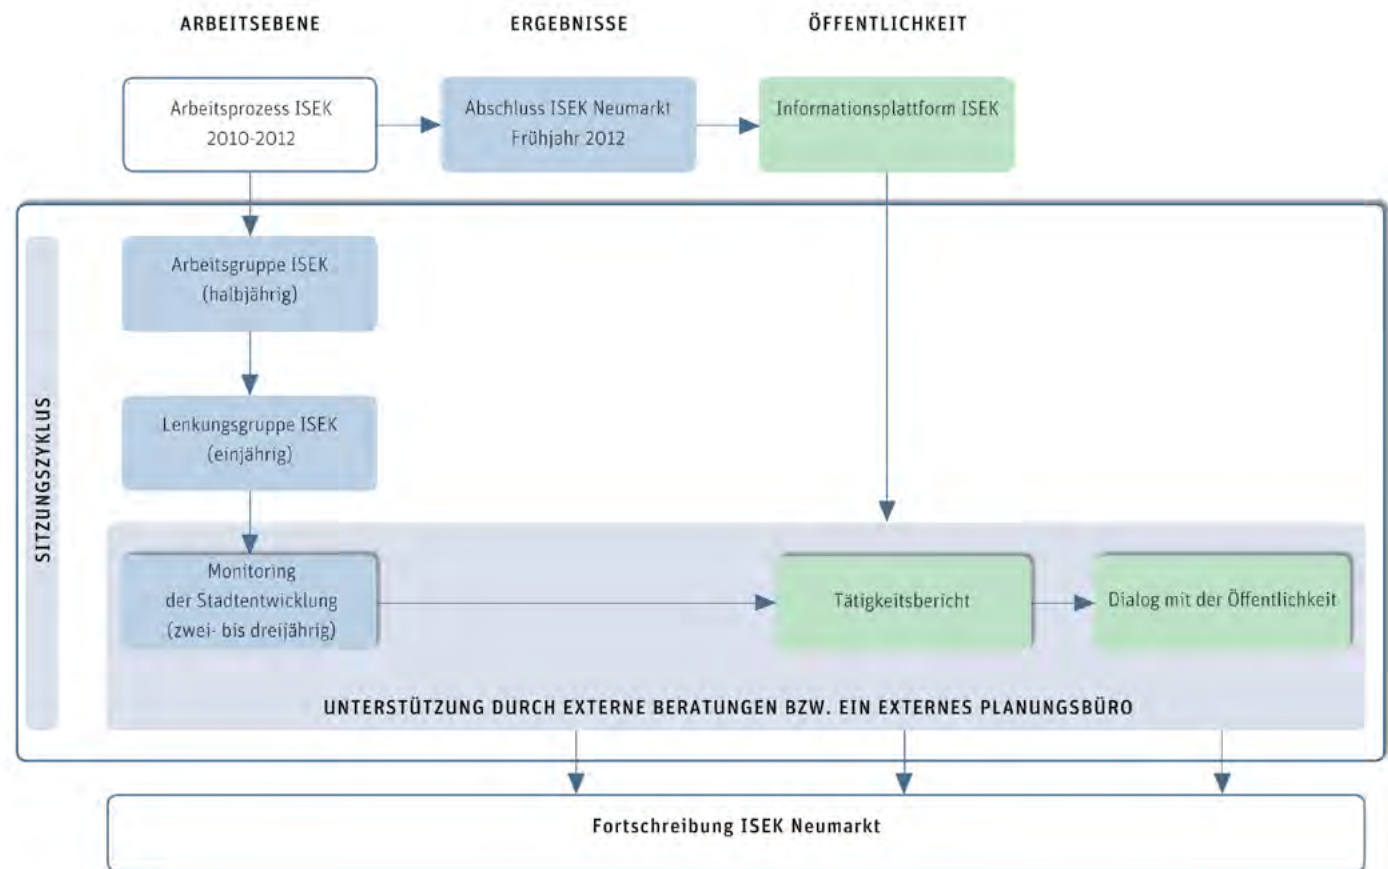 ARBEITSEBENE
ERGEBNISSE
ÖFFENTLICHKEIT
Arbeitsprozess ISEK
2010-2012
Abschluss ISEK Neumarkt
Frühjahr 2012
Informationsplattform ISEK
SITZUNGSZYKLUS
Arbeitsgruppe ISEK
(halbjährig)
Lenkungsgruppe ISEK
(einjährig)
Monitoring
der Stadtentwicklung
(zwei- bis dreijährig)
Tätigkeitsbericht
Dialog mit der Öffentlichkeit
UNTERSTÜTZUNG DURCH EXTERNE BERATUNGEN BZW. EIN EXTERNES PLANUNGSBÜRO
Fortschreibung ISEK Neumarkt